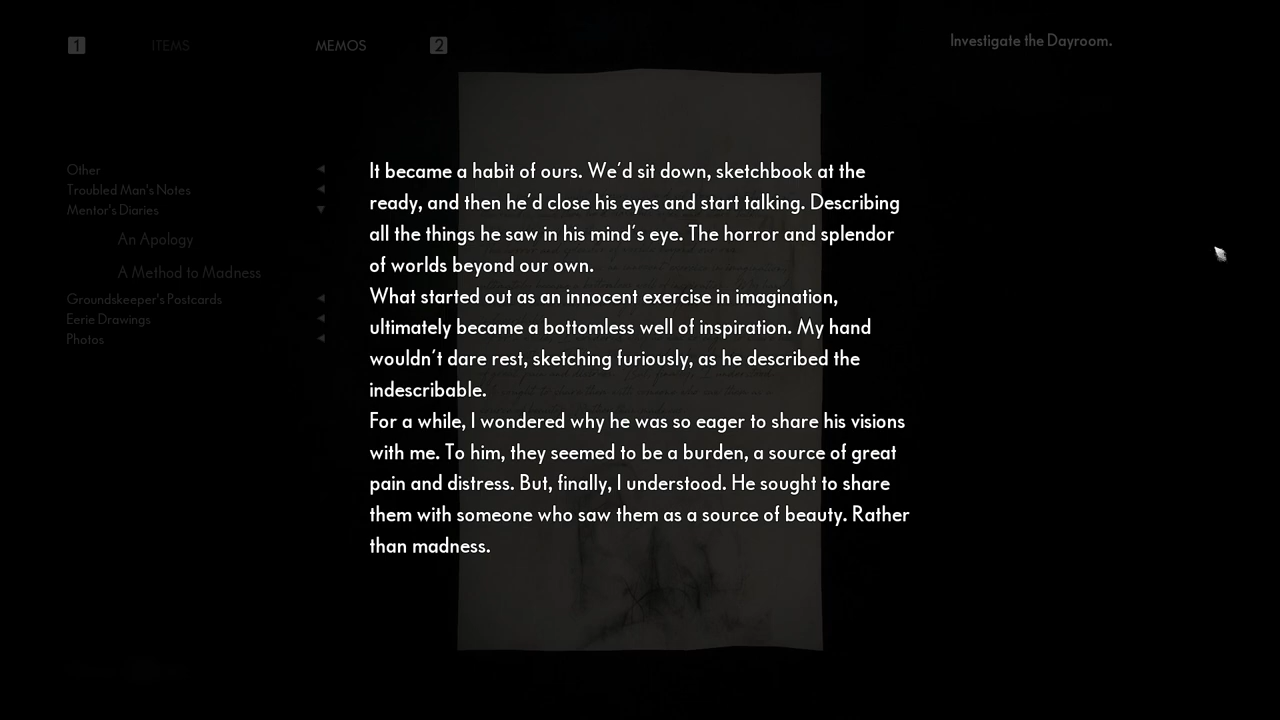 1 ITEMS MEMOS 2
Investigate the Dayroom.
Other
Troubled Man's Notes
Mentor's Diaries
An Apology
A Method to Madness
Groundskeeper's Postcards
Eerie Drawings
Photos
It became a habit of ours. We'd sit down, sketchbook at the
ready, and then he'd close his eyes and start talking. Describing
all the things he saw in his mind's eye. The horror and splendor
of worlds beyond our own.
What started out as an innocent exercise in imagination,
ultimately became a bottomless well of inspiration. My hand
wouldn't dare rest, sketching furiously, as he described the
indescribable.
For a while, I wondered why he was so eager to share his visions
with me. To him, they seemed to be a burden, a source of great
pain and distress. But, finally, I understood. He sought to share
them with someone who saw them as a source of beauty. Rather
than madness.